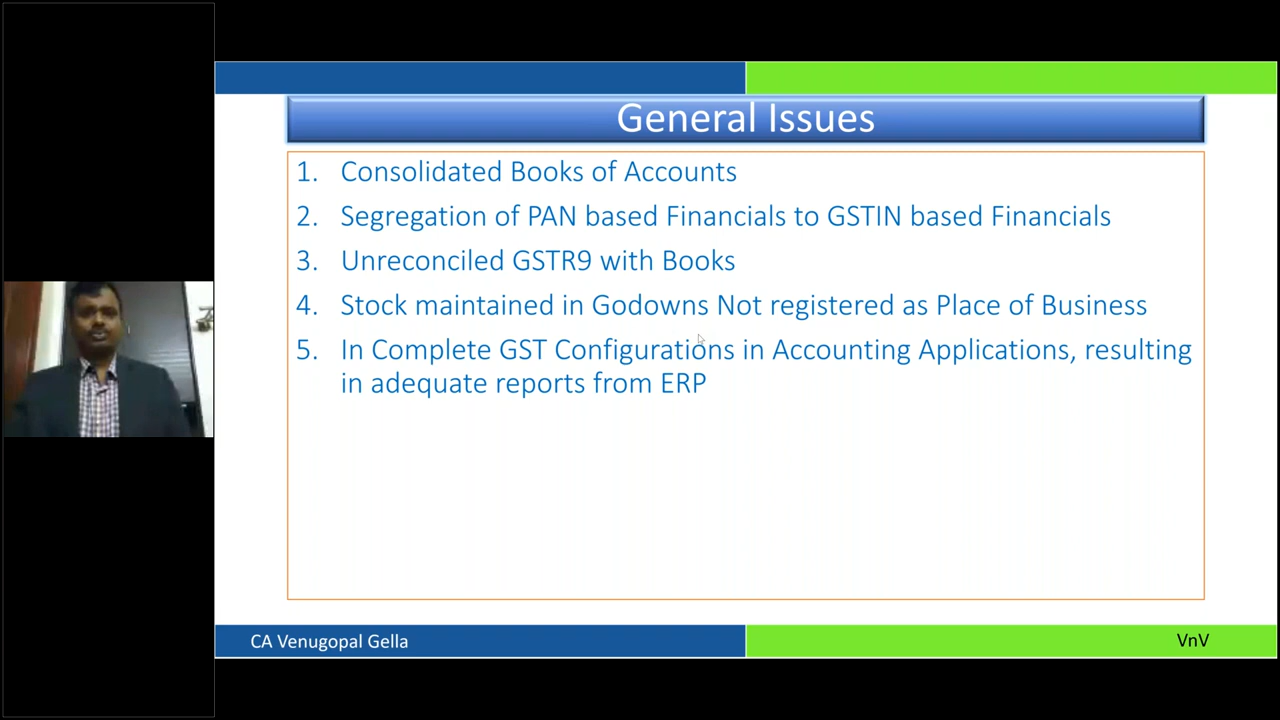 General Issues
1. Consolidated Books of Accounts
2. Segregation of PAN based Financials to GSTIN based Financials
3. Unreconciled GSTR9 with Books
4. Stock maintained in Godowns Not registered as Place of Business
5. In Complete GST Configurations in Accounting Applications, resulting
in adequate reports from ERP
CA Venugopal Gella
VnV